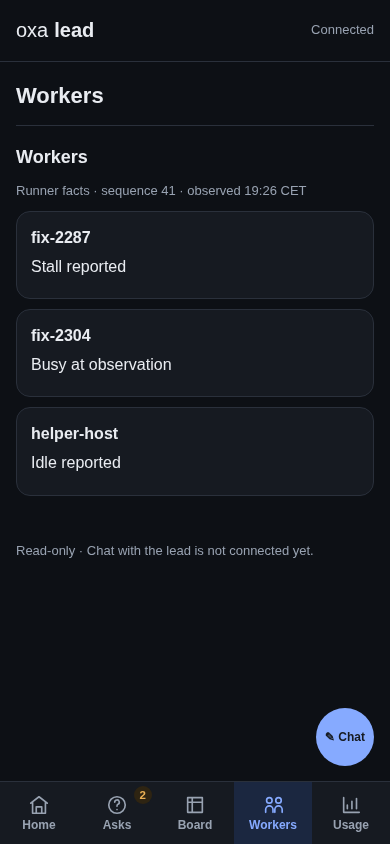 oxa lead
Connected
Workers
Workers
Runner facts · sequence 41 · observed 19:26 CET
fix-2287
Stall reported
fix-2304
Busy at observation
helper-host
Idle reported
Read-only · Chat with the lead is not connected yet.
✎ Chat
2
Home
Asks
Board
Workers
Usage